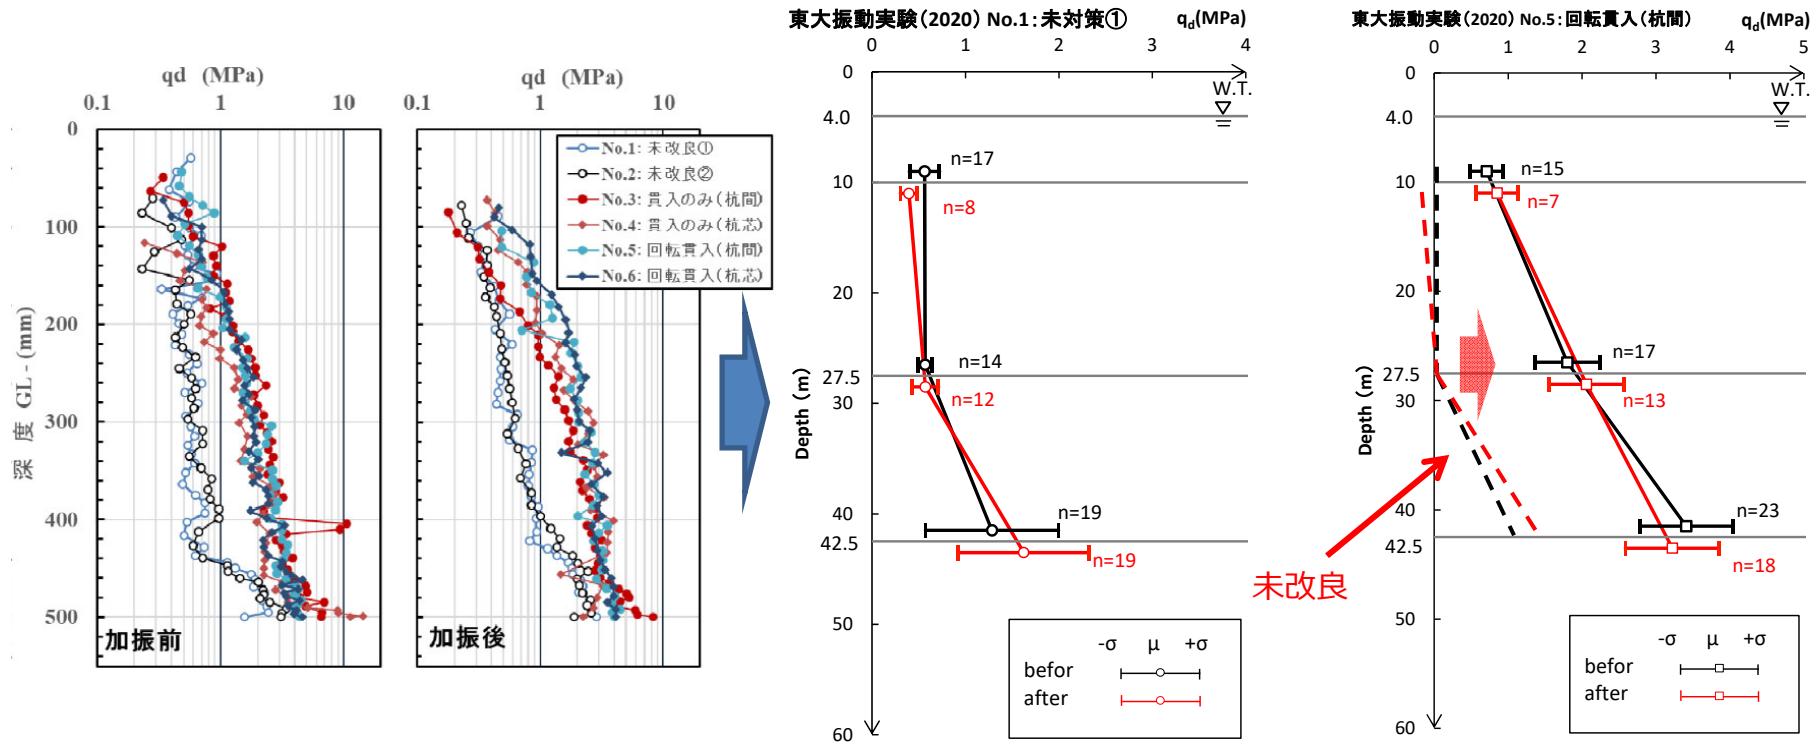 qd (MPa)
0.1 1 10
0
100
200
300
400
500
深 度 GL - (mm)
加振前
qd (MPa)
0.1 1 10
加振後
No.1: 未改良①
No.2: 未改良②
No.3: 貫入のみ(杭間)
No.4: 貫入のみ(杭芯)
No.5: 回転貫入(杭間)
No.6: 回転貫入(杭芯)
東大振動実験(2020) No.1:未対策① qd(MPa)
0 1 2 3 4
0
W.T.
4.0
n=17
10
n=8
20
n=14
27.5
n=12
30
Depth (m)
40
n=19
42.5
n=19
50
60
-σ μ +σ
befor
after
東大振動実験(2020) No.5:回転貫入(杭間) qd(MPa)
0 1 2 3 4 5
0
W.T.
4.0
n=15
10
n=7
20
n=17
27.5
n=13
30
Depth (m)
40
n=23
42.5
n=18
未改良
50
60
-σ μ +σ
befor
after